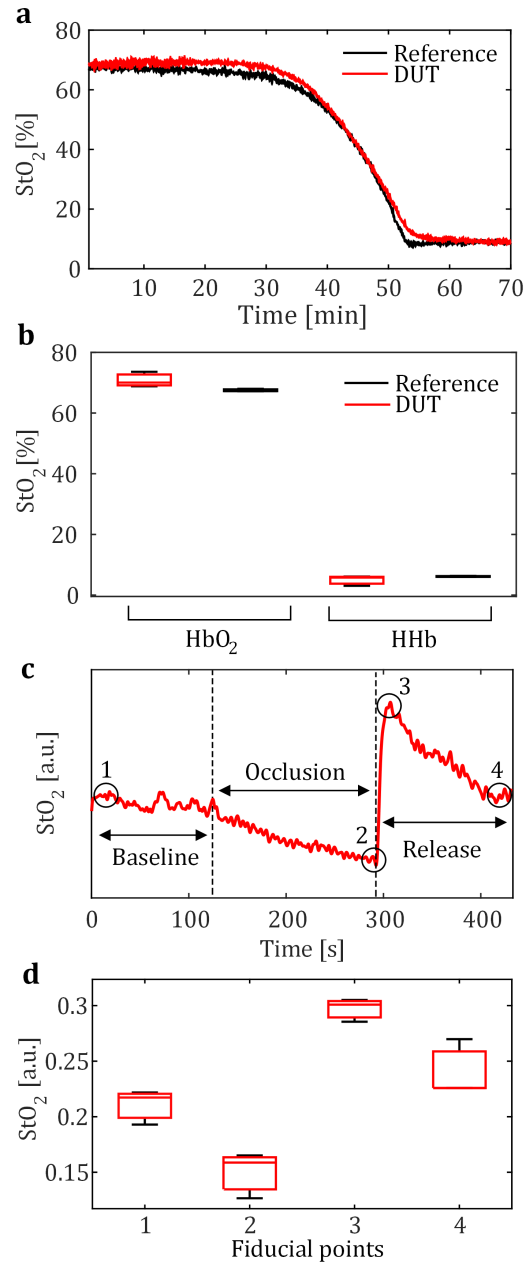 a
80
60
40
20
0
StO2 [%]
Reference
DUT
10 20 30 40 50 60 70
Time [min]
b
80
60
40
20
0
StO2 [%]
Reference
DUT
HbO2 HHb
c
StO2 [a.u.]
1
Baseline
Occlusion
2
3
Release
4
0 100 200 300 400
Time [s]
d
0.3
0.25
0.2
0.15
StO2 [a.u.]
1 2 3 4
Fiducial points